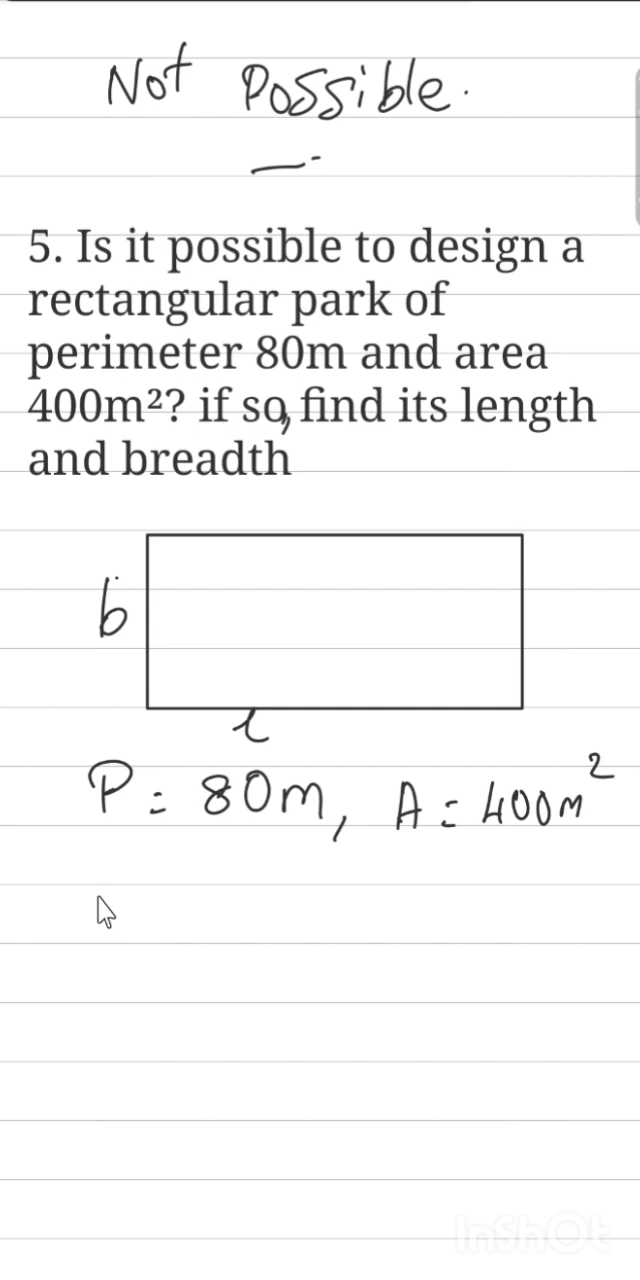 Not Possible.
5. Is it possible to design a
rectangular park of
perimeter 80m and area
400m²? if so, find its length
and breadth
b
l
P = 80m, A = 400m²
InShOt